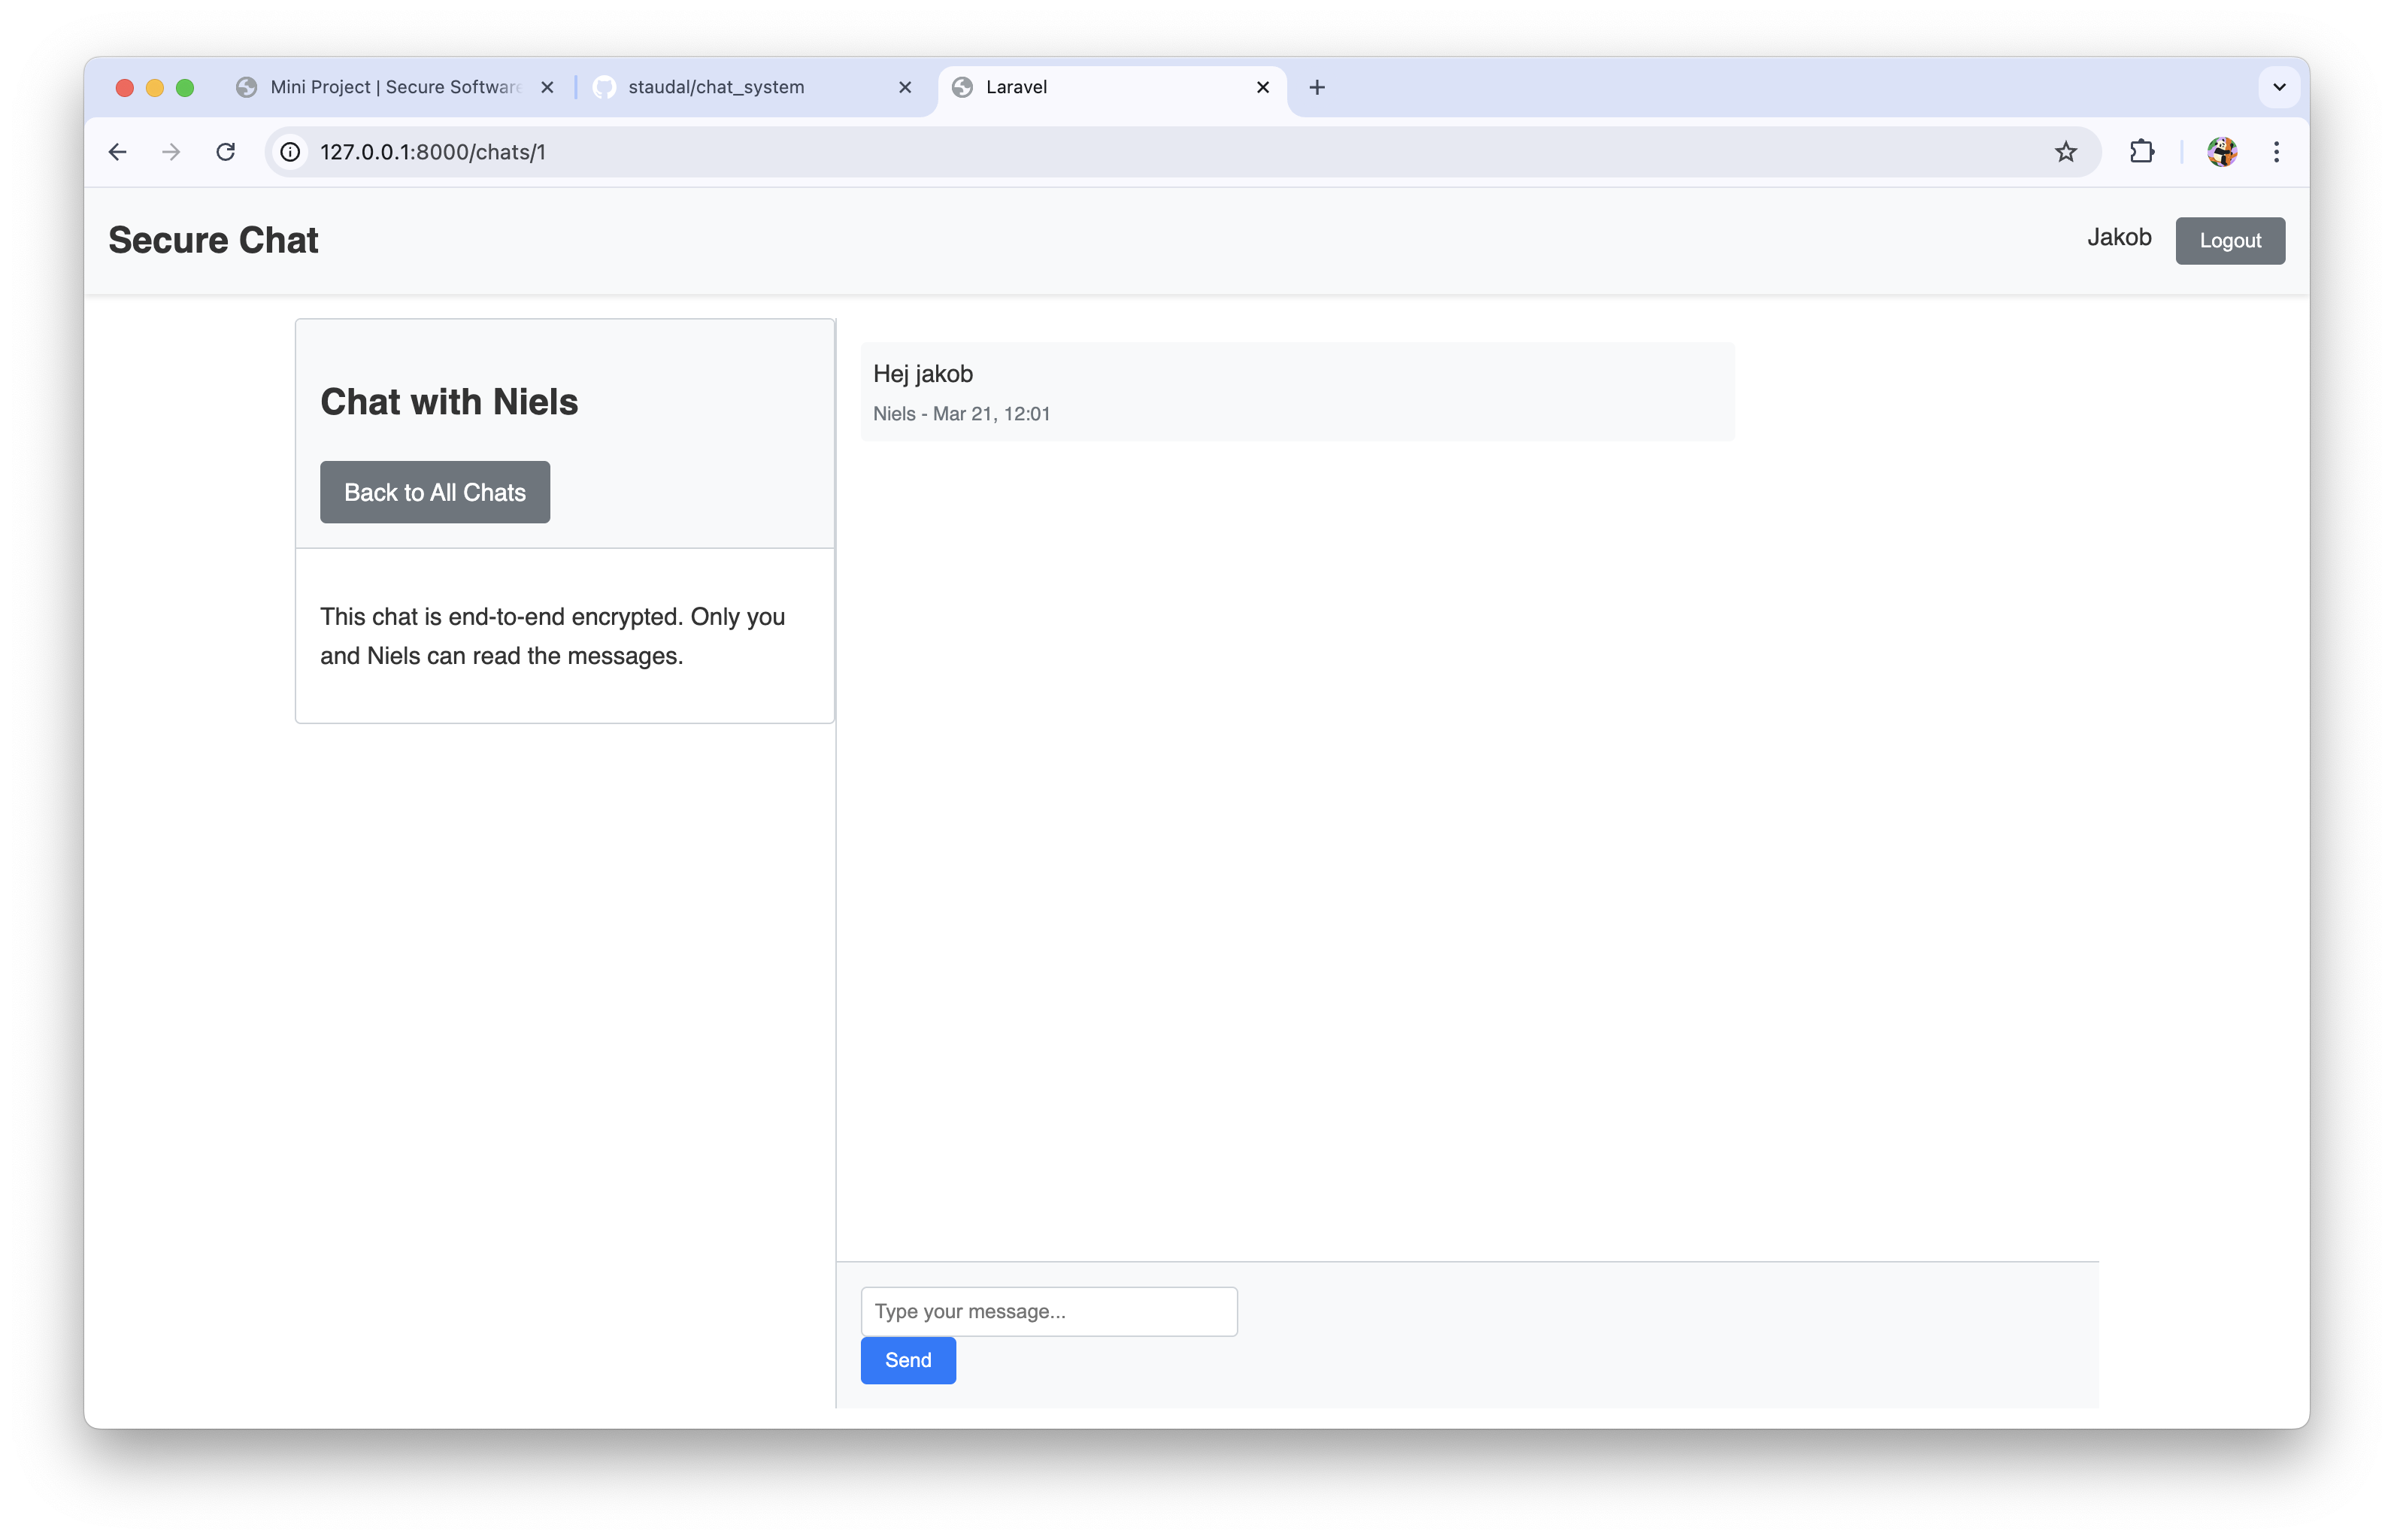 Mini Project | Secure Software
staudal/chat_system
Laravel
127.0.0.1:8000/chats/1
Secure Chat
Jakob
Logout
Chat with Niels
Back to All Chats
This chat is end-to-end encrypted. Only you
and Niels can read the messages.
Hej jakob
Niels - Mar 21, 12:01
Type your message...
Send